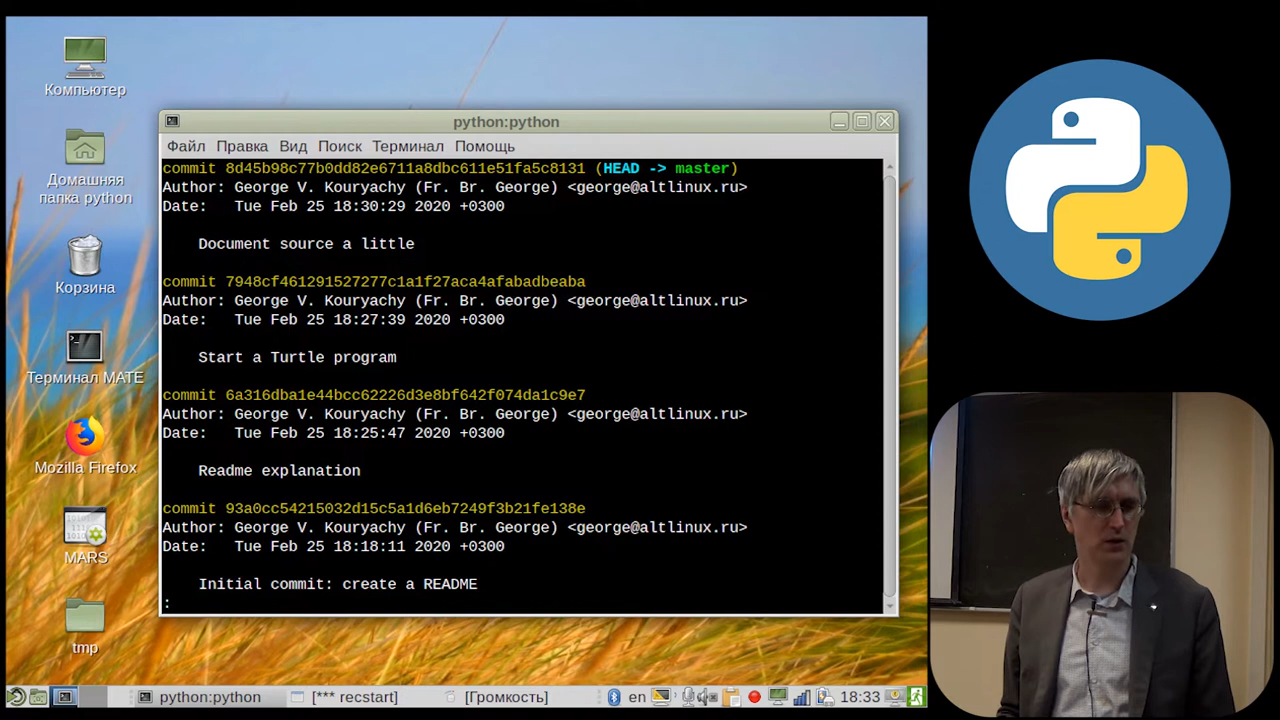 Компьютер
Домашняя
папка python
Корзина
Терминал MATE
Mozilla Firefox
MARS
tmp
python:python
Файл Правка Вид Поиск Терминал Помощь
commit 8d45b98c77b0dd82e6711a8dbc611e51fa5c8131 (HEAD -> master)
Author: George V. Kouryachy (Fr. Br. George) <george@altlinux.ru>
Date: Tue Feb 25 18:30:29 2020 +0300
Document source a little
commit 7948cf461291527277c1a1f27aca4afabadbeaba
Author: George V. Kouryachy (Fr. Br. George) <george@altlinux.ru>
Date: Tue Feb 25 18:27:39 2020 +0300
Start a Turtle program
commit 6a316dba1e44bcc62226d3e8bf642f074da1c9e7
Author: George V. Kouryachy (Fr. Br. George) <george@altlinux.ru>
Date: Tue Feb 25 18:25:47 2020 +0300
Readme explanation
commit 93a0cc54215032d15c5a1d6eb7249f3b21fe138e
Author: George V. Kouryachy (Fr. Br. George) <george@altlinux.ru>
Date: Tue Feb 25 18:18:11 2020 +0300
Initial commit: create a README
:
python:python [*** recstart] [Громкость] en 18:33